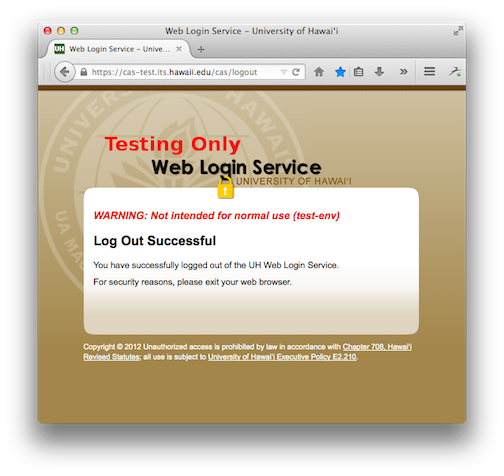 Web Login Service – University of Hawai'i
UH Web Login Service – Unive...
https://cas-test.its.hawaii.edu/cas/logout
UNIVERSITY HAWAI
UA MA
Testing Only
Web Login Service
UNIVERSITY OF HAWAI'I
WARNING: Not intended for normal use (test-env)
Log Out Successful
You have successfully logged out of the UH Web Login Service.
For security reasons, please exit your web browser.
Copyright © 2012 Unauthorized access is prohibited by law in accordance with Chapter 708, Hawai'i
Revised Statutes; all use is subject to University of Hawai'i Executive Policy E2.210.